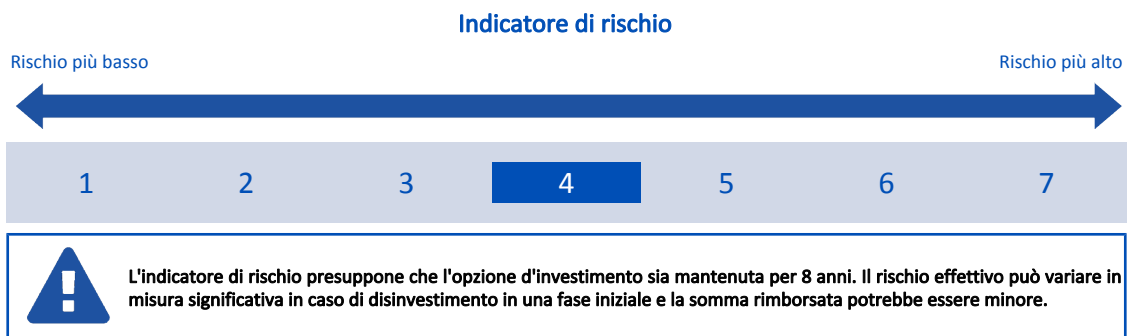 Indicatore di rischio
Rischio più basso
Rischio più alto
1 2 3 4 5 6 7
L'indicatore di rischio presuppone che l'opzione d'investimento sia mantenuta per 8 anni. Il rischio effettivo può variare in
misura significativa in caso di disinvestimento in una fase iniziale e la somma rimborsata potrebbe essere minore.